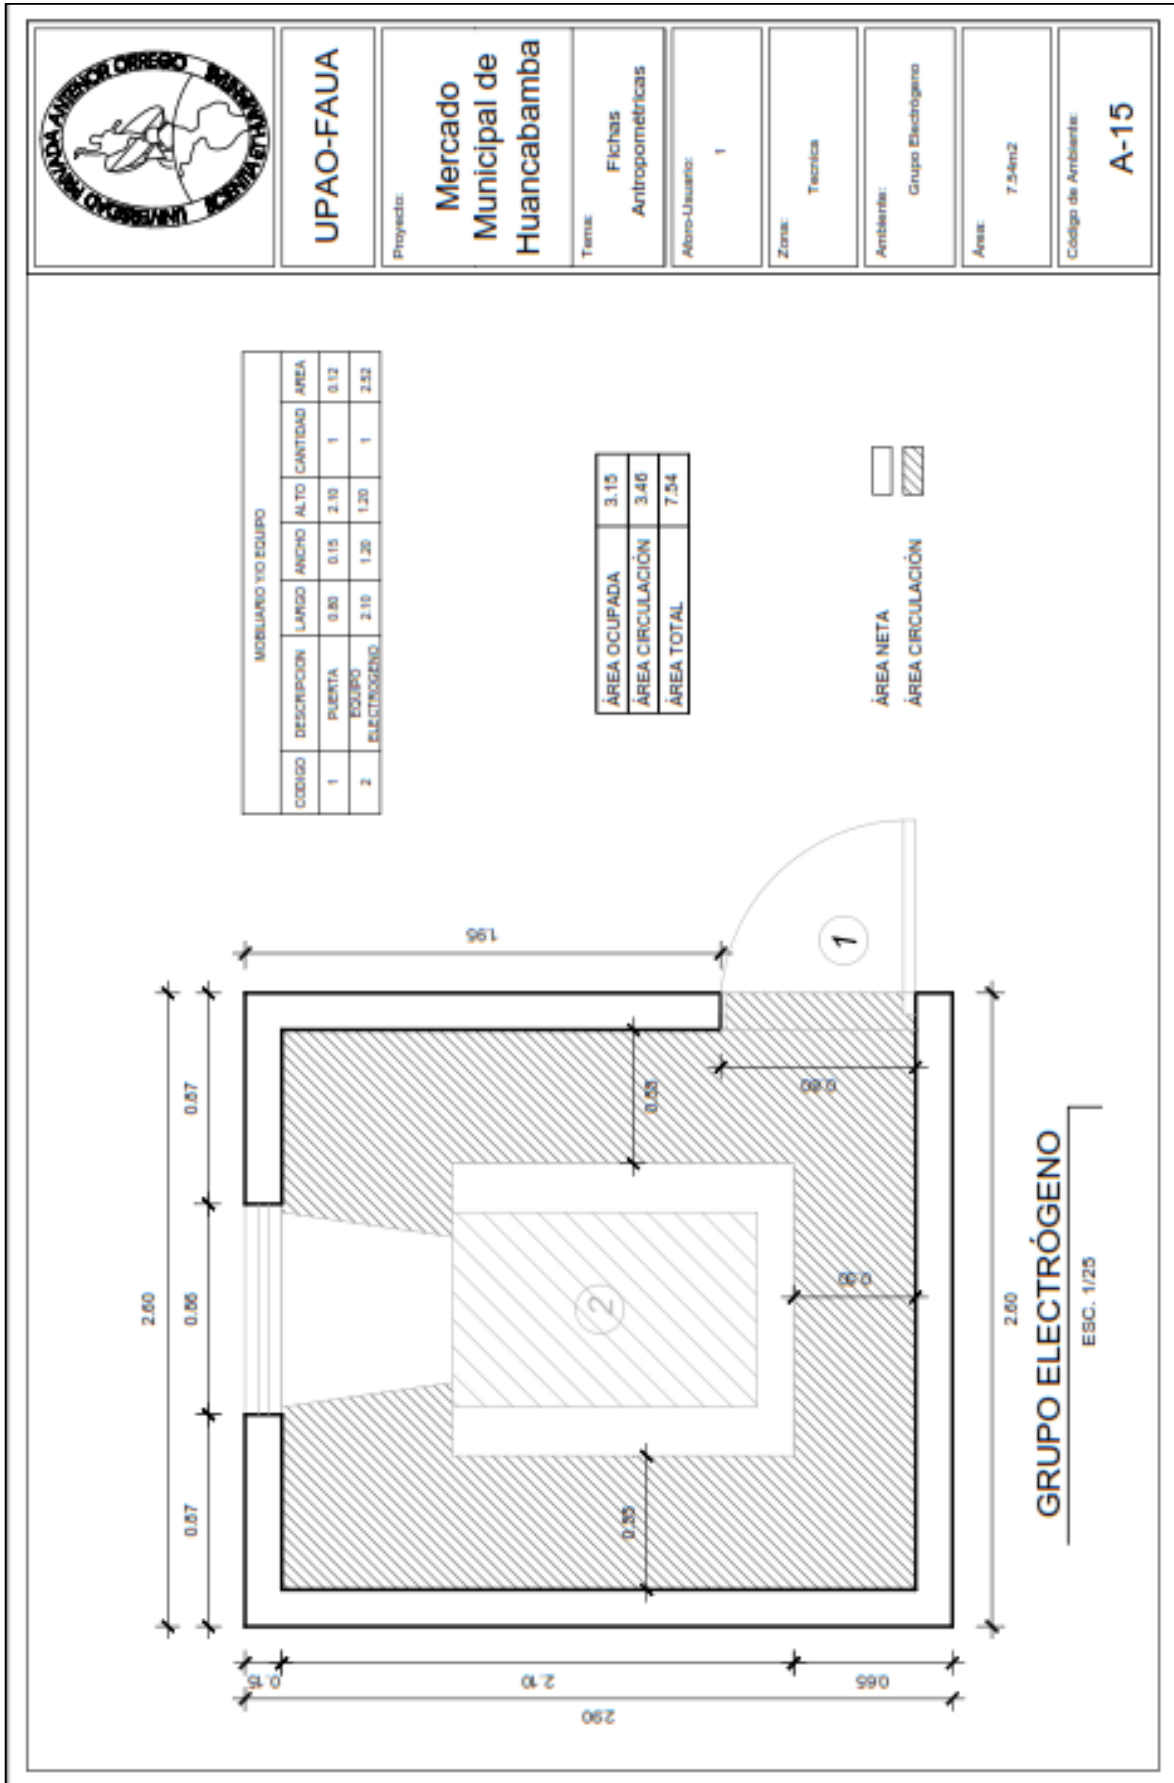 UNIVERSIDAD PRIVADA ANTENOR ORREGO
UPAO-FAUA
Proyecto:
Mercado
Municipal de
Huancabamba
Tema:
Fichas
Antropométricas
Aforo-Usuario:
1
Zona:
Tecnica
Ambiente:
Grupo Electrógeno
Área:
7.54m2
Código de Ambiente:
A-15
MOBILIARIO Y/O EQUIPO
CODIGO DESCRIPCION LARGO ANCHO ALTO CANTIDAD AREA
1 PUERTA 0.80 0.15 2.10 1 0.12
2 EQUIPO ELECTROGENO 2.10 1.20 1.20 1 2.52
ÁREA OCUPADA 3.15
ÁREA CIRCULACIÓN 3.46
ÁREA TOTAL 7.54
ÁREA NETA
ÁREA CIRCULACIÓN
2.60
0.87
0.86
0.87
1.95
0.55
0.55
1
2
2.90
0.15
2.10
0.65
2.60
GRUPO ELECTRÓGENO
ESC. 1/25